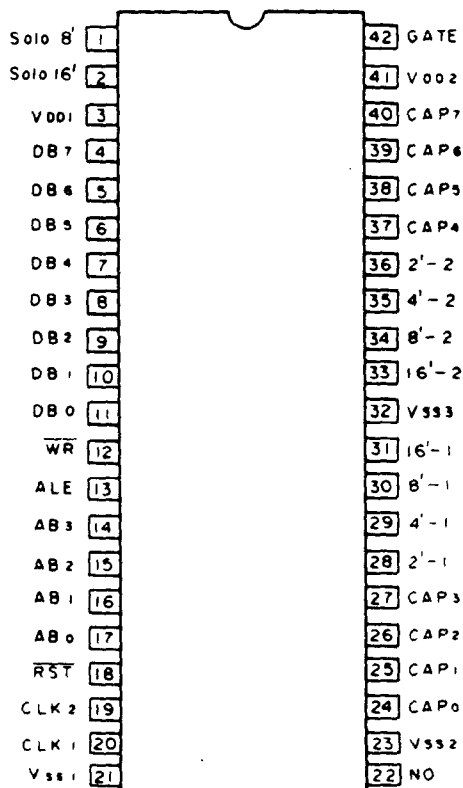 Solo 8' 1 42 GATE
Solo 16' 2 41 VDD2
VDD1 3 40 CAP7
DB7 4 39 CAP6
DB6 5 38 CAP5
DB5 6 37 CAP4
DB4 7 36 2'-2
DB3 8 35 4'-2
DB2 9 34 8'-2
DB1 10 33 16'-2
DB0 11 32 VSS3
WR 12 31 16'-1
ALE 13 30 8'-1
AB3 14 29 4'-1
AB2 15 28 2'-1
AB1 16 27 CAP3
AB0 17 26 CAP2
RST 18 25 CAP1
CLK2 19 24 CAP0
CLK1 20 23 VSS2
VSS1 21 22 NO